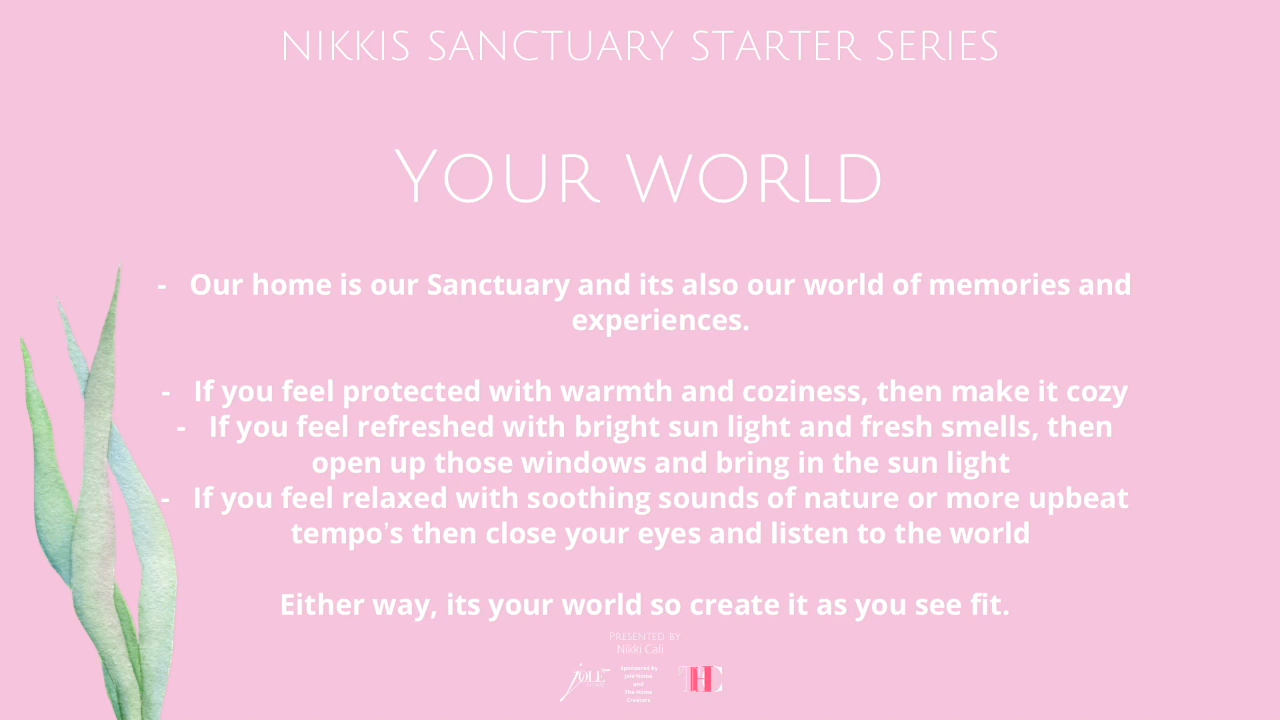 NIKKIS SANCTUARY STARTER SERIES
YOUR WORLD
- Our home is our Sanctuary and its also our world of memories and
experiences.
- If you feel protected with warmth and coziness, then make it cozy
- If you feel refreshed with bright sun light and fresh smells, then
open up those windows and bring in the sun light
- If you feel relaxed with soothing sounds of nature or more upbeat
tempo’s then close your eyes and listen to the world
Either way, its your world so create it as you see fit.
PRESENTED BY
Nikki Cali
JOLE
Sponsored by
Jole Home
and
The Home
Creators
THC